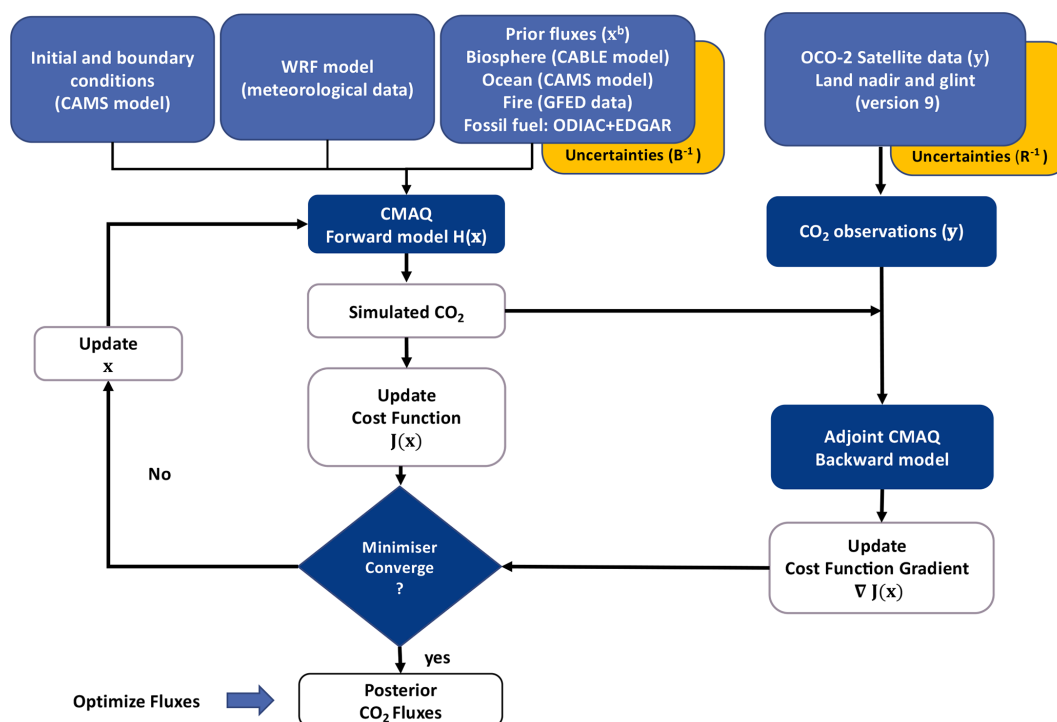 Initial and boundary
conditions
(CAMS model)
WRF model
(meteorological data)
Prior fluxes (xᵇ)
Biosphere (CABLE model)
Ocean (CAMS model)
Fire (GFED data)
Fossil fuel: ODIAC+EDGAR
Uncertainties (B⁻¹)
OCO-2 Satellite data (y)
Land nadir and glint
(version 9)
Uncertainties (R⁻¹)
CMAQ
Forward model H(x)
CO₂ observations (y)
Simulated CO₂
Update
x
Update
Cost Function
J(x)
Adjoint CMAQ
Backward model
No
Minimiser
Converge
?
Update
Cost Function Gradient
∇ J(x)
yes
Optimize Fluxes
Posterior
CO₂ Fluxes